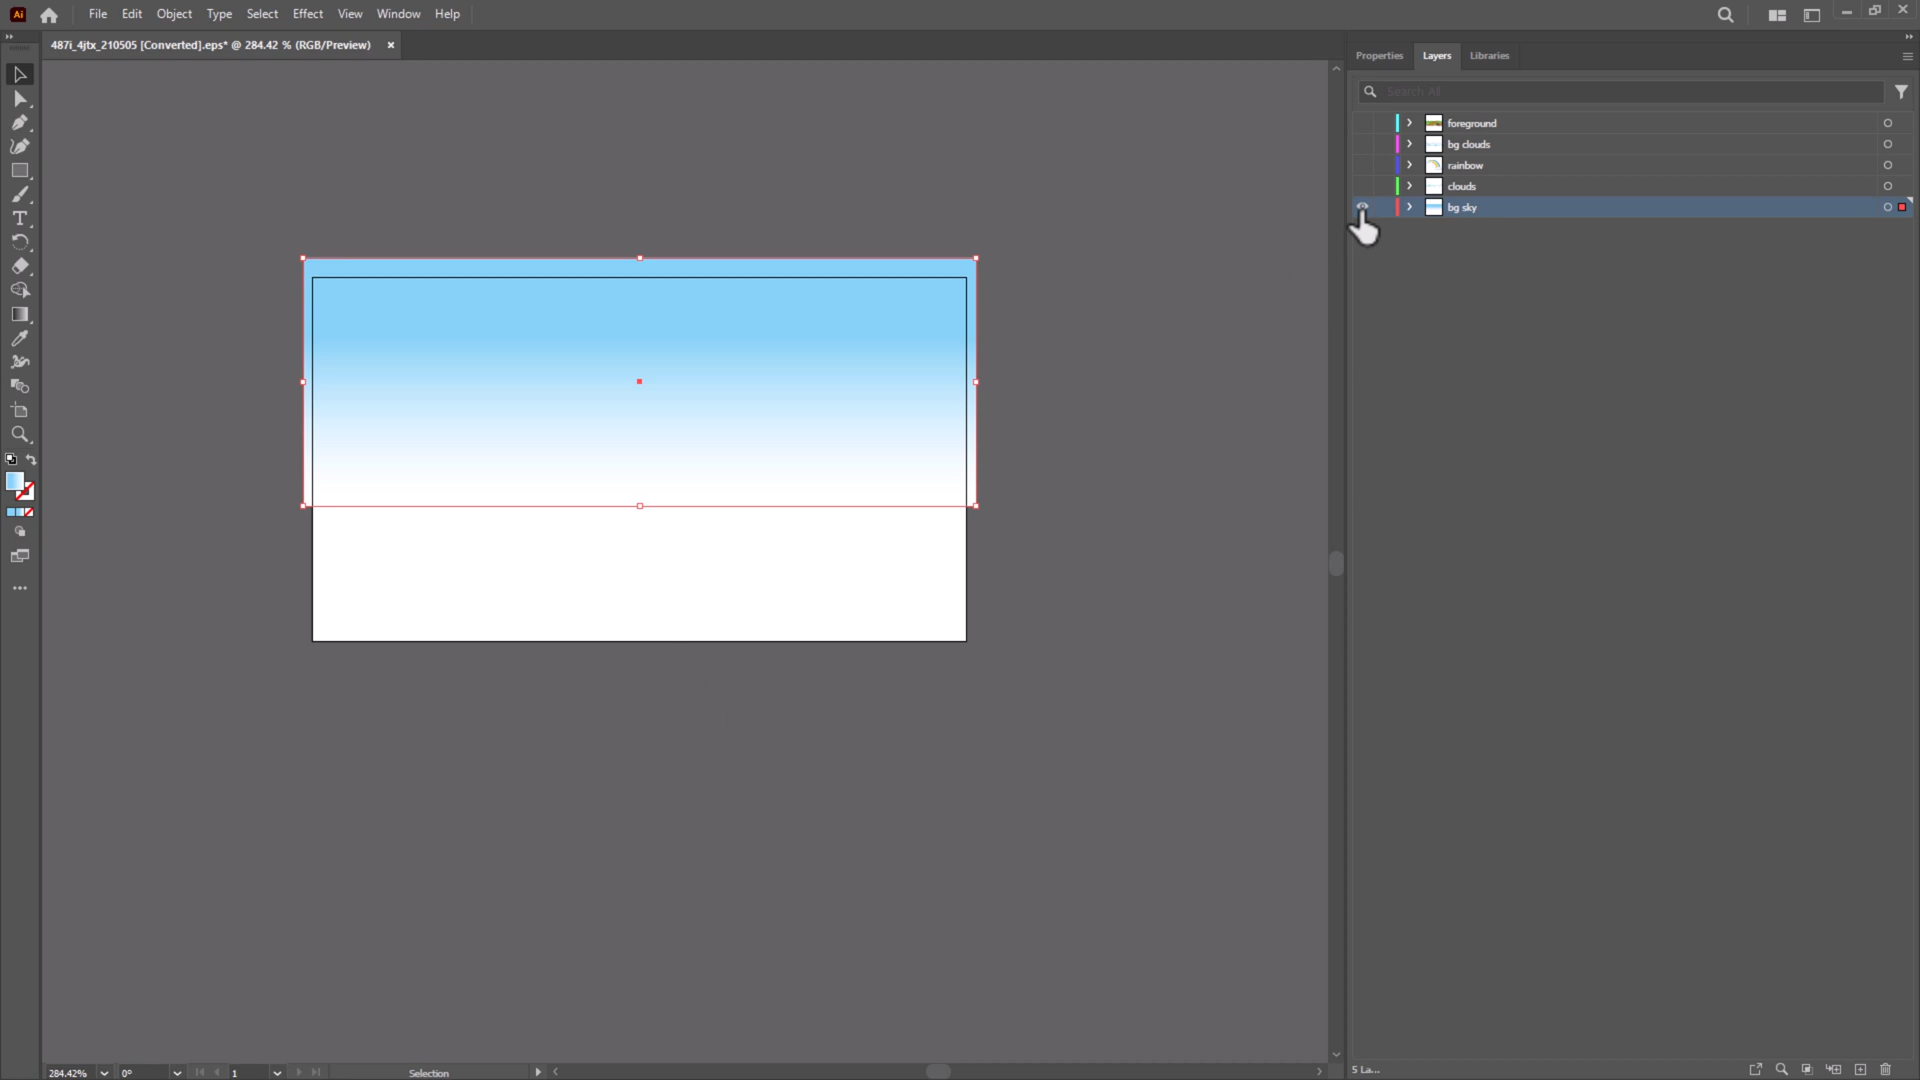 Ai File Edit Object Type Select Effect View Window Help
487i_4jtx_210505 [Converted].eps* @ 284.42 % (RGB/Preview) ×
Properties Layers Libraries
Search All
foreground
bg clouds
rainbow
clouds
bg sky
284.42% 0° 1 Selection 5 La...